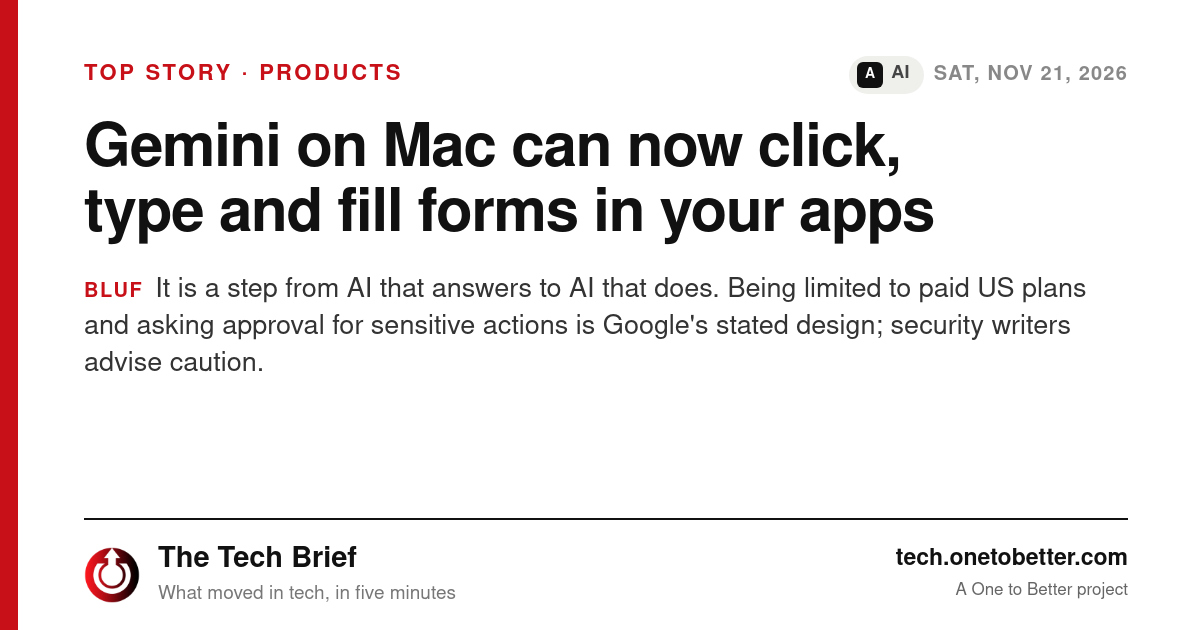 TOP STORY · PRODUCTS
A AI SAT, NOV 21, 2026
Gemini on Mac can now click,
type and fill forms in your apps
BLUF It is a step from AI that answers to AI that does. Being limited to paid US plans
and asking approval for sensitive actions is Google's stated design; security writers
advise caution.
The Tech Brief
What moved in tech, in five minutes
tech.onetobetter.com
A One to Better project